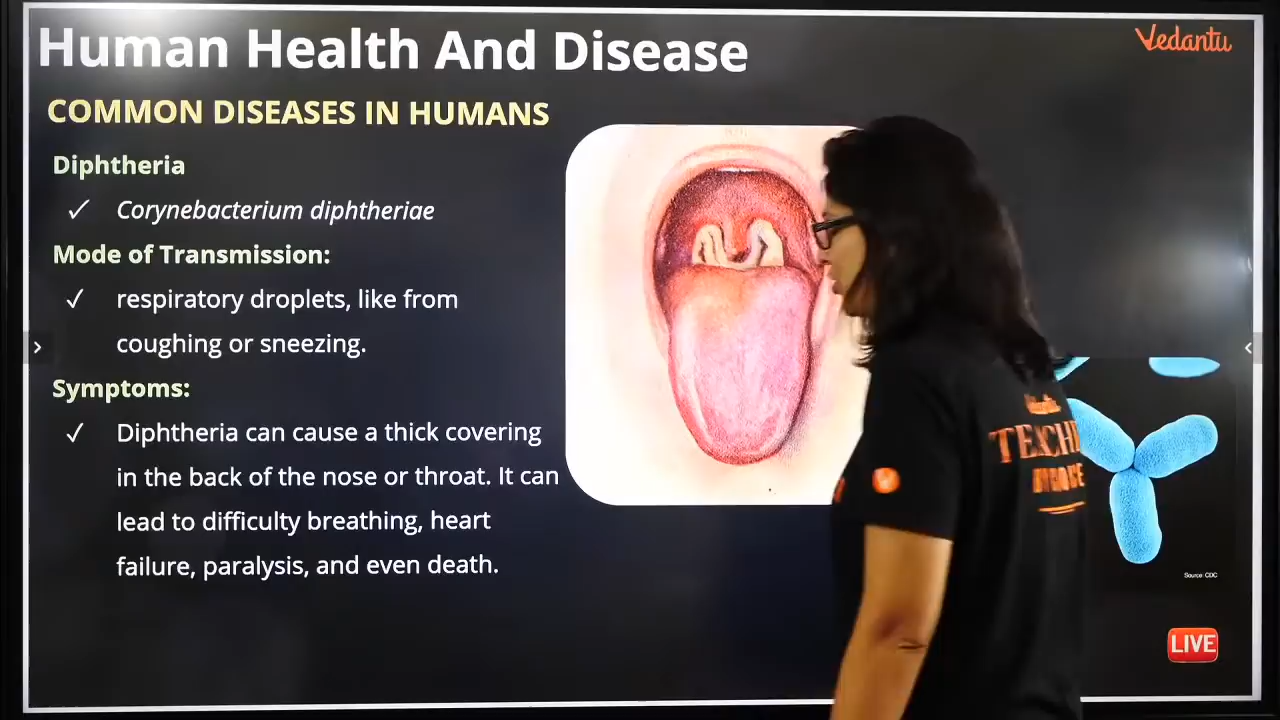 Human Health And Disease
Vedantu
COMMON DISEASES IN HUMANS
Diphtheria
✓ Corynebacterium diphtheriae
Mode of Transmission:
✓ respiratory droplets, like from
coughing or sneezing.
Symptoms:
✓ Diphtheria can cause a thick covering
in the back of the nose or throat. It can
lead to difficulty breathing, heart
failure, paralysis, and even death.
Source: CDC
LIVE